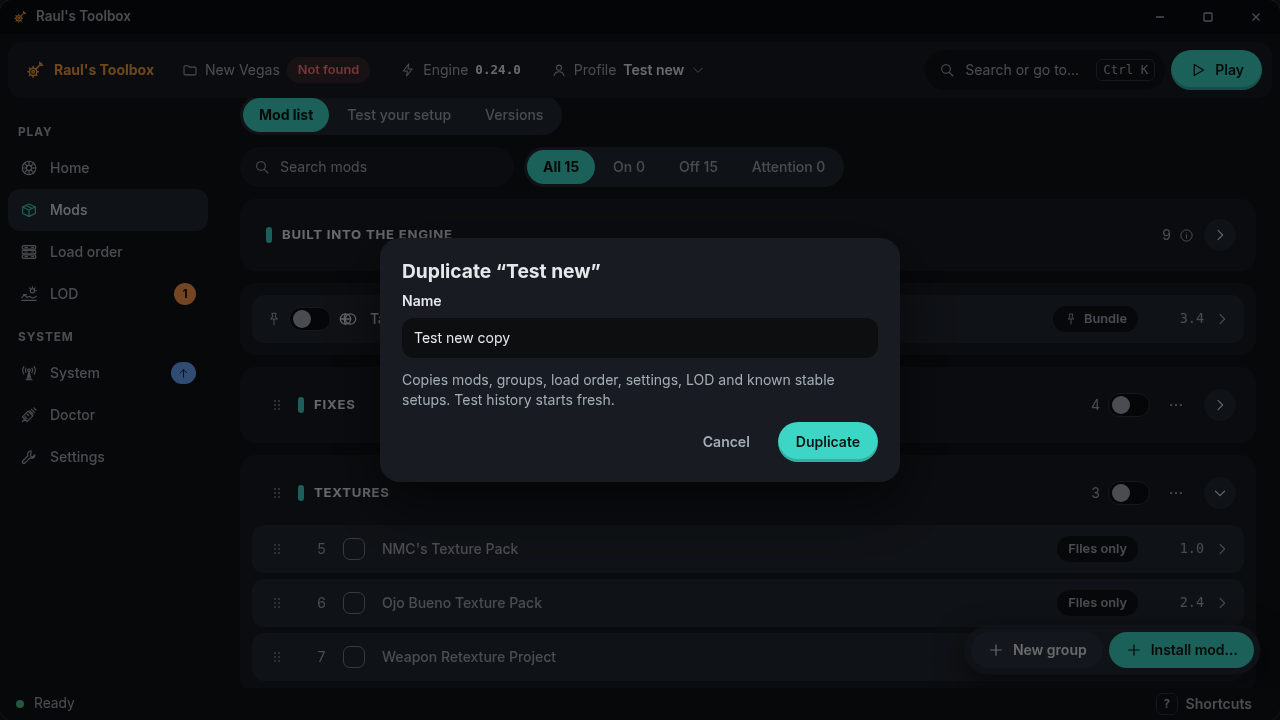 Raul's Toolbox
Raul's Toolbox
New Vegas Not found
Engine 0.24.0
Profile Test new
Search or go to... Ctrl K
Play
PLAY
Home
Mods
Load order
LOD 1
SYSTEM
System
Doctor
Settings
Mod list Test your setup Versions
Search mods
All 15 On 0 Off 15 Attention 0
BUILT INTO THE ENGINE 9
Bundle 3.4
FIXES 4
TEXTURES 3
5 NMC's Texture Pack Files only 1.0
6 Ojo Bueno Texture Pack Files only 2.4
7 Weapon Retexture Project
Duplicate “Test new”
Name
Test new copy
Copies mods, groups, load order, settings, LOD and known stable
setups. Test history starts fresh.
Cancel Duplicate
New group Install mod...
Ready
? Shortcuts